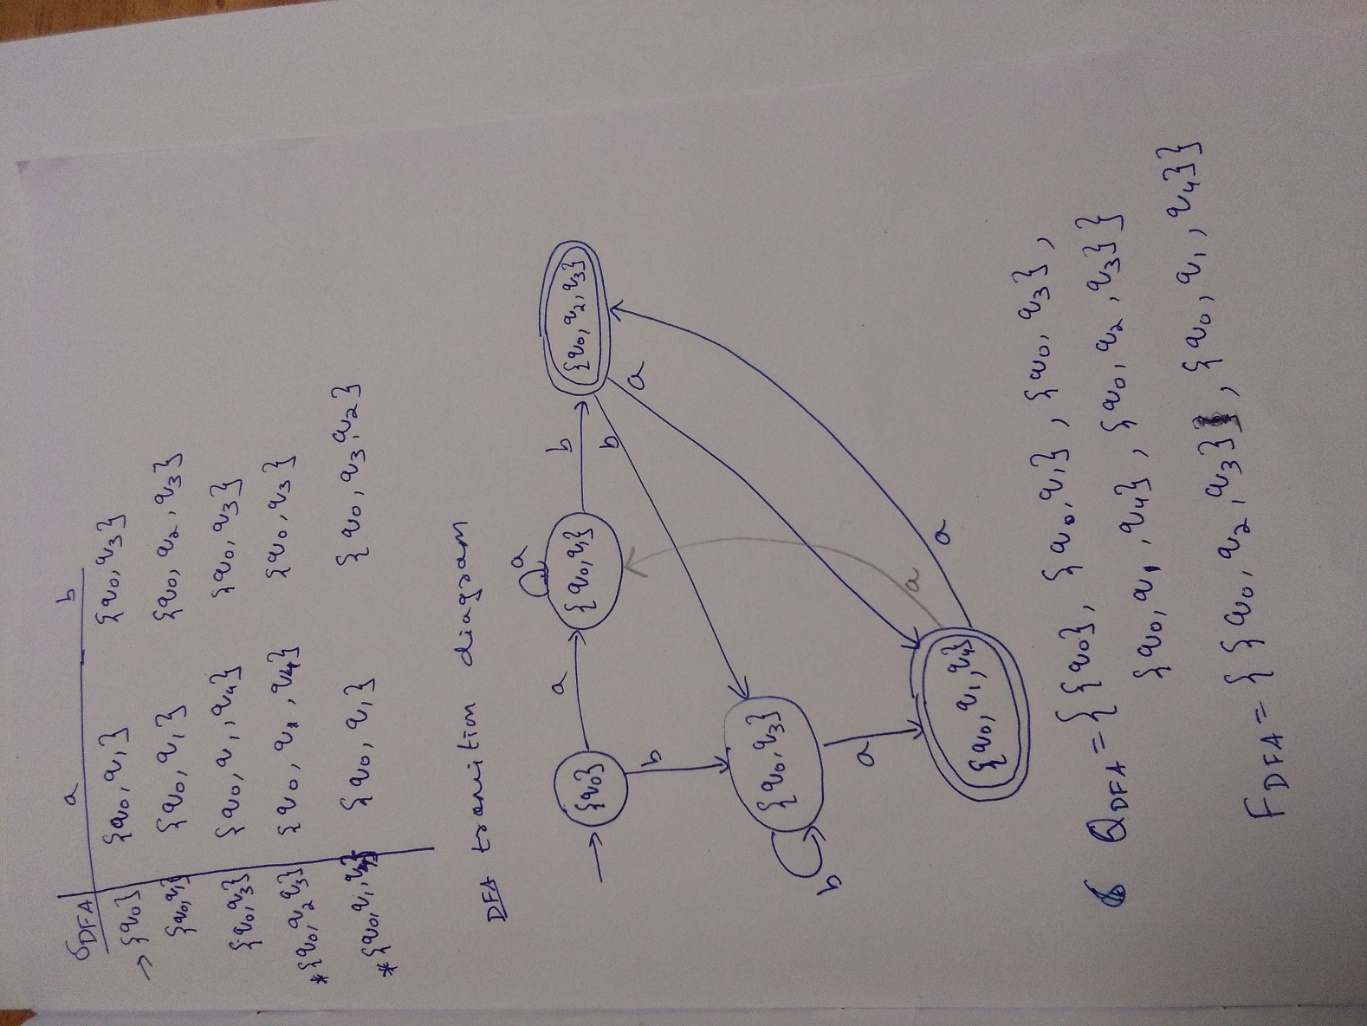 δDFA a b
→ {q0} {q0, q1} {q0, q3}
{q0, q1} {q0, q1} {q0, q2, q3}
{q0, q3} {q0, q1, q4} {q0, q3}
*{q0, q2 q3} {q0, q1, q4} {q0, q3}
*{q0, q1, q4} {q0, q1} {q0, q3, q2}
DFA transition diagram
a
{q0} a {q0, q1} b {q0, q2, q3}
b
b
a
{q0, q3}
b
a
a
a
{q0, q1, q4}
QDFA = {{q0}, {q0, q1}, {q0, q3},
{q0, q1, q4}, {q0, q2, q3}}
FDFA = {{q0, q2, q3}, {q0, q1, q4}}